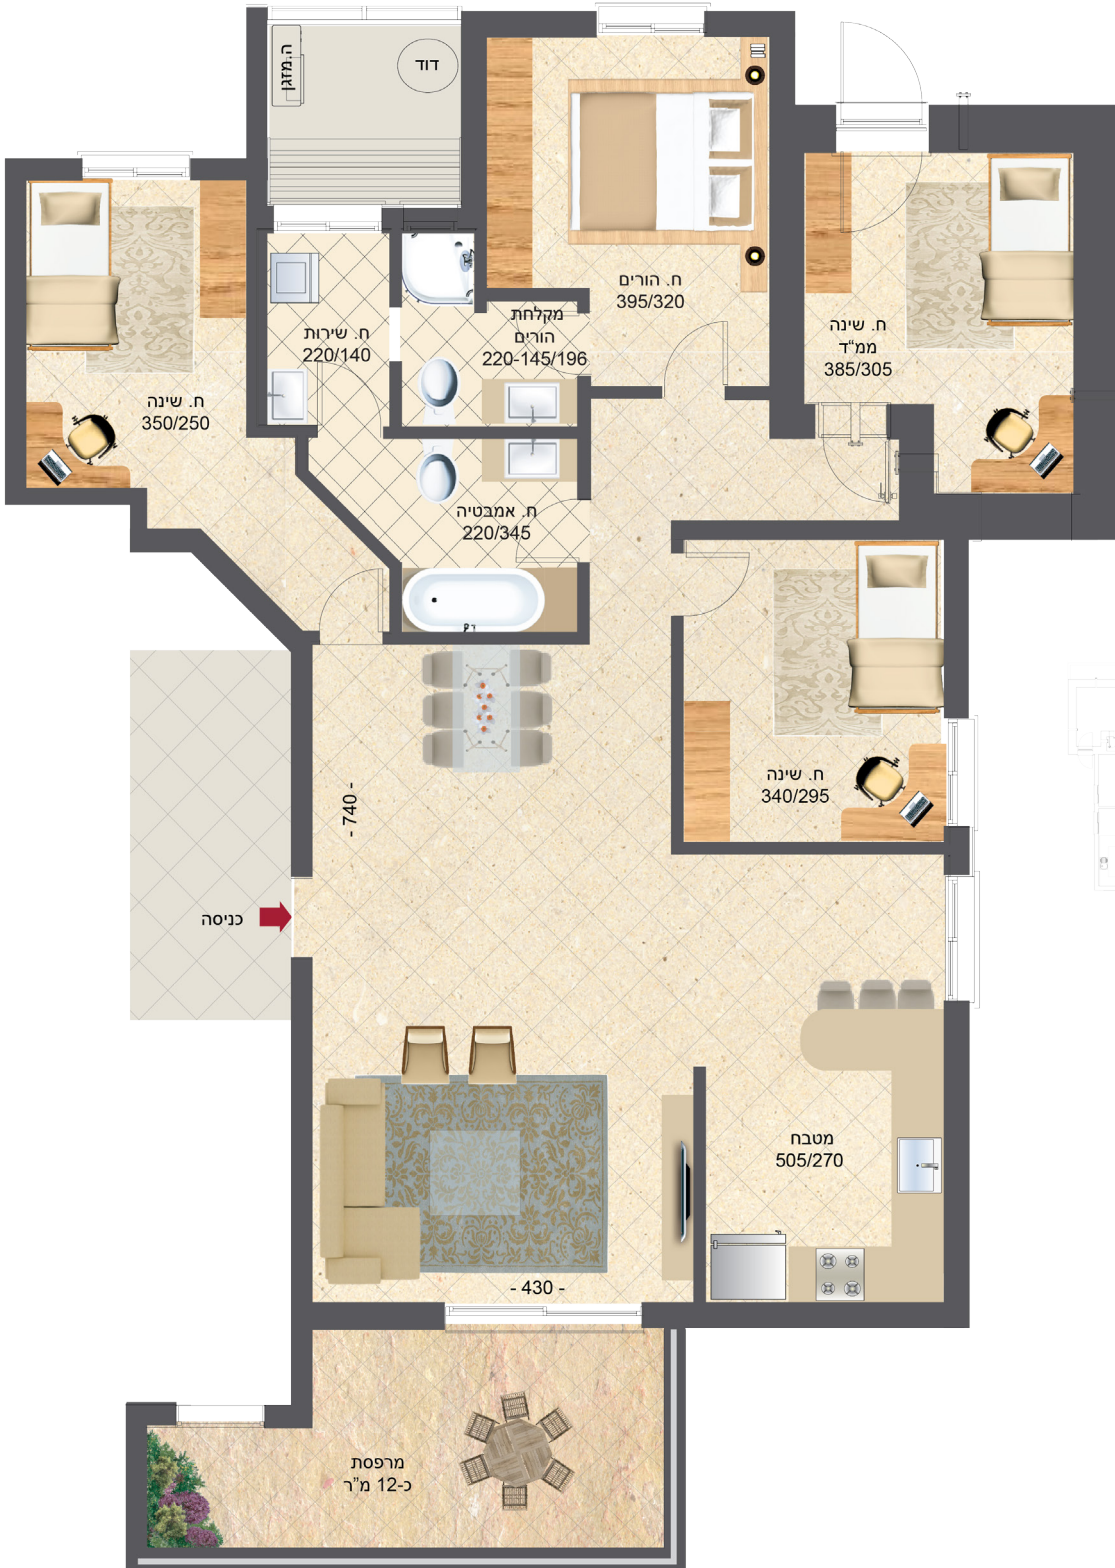 ה.מזגן
דוד
ח. הורים
395/320
ח. שינה
ממ"ד
385/305
מקלחת
הורים
220-145/196
ח. שירות
220/140
ח. שינה
350/250
ח. אמבטיה
220/345
ח. שינה
340/295
- 740 -
כניסה
מטבח
505/270
- 430 -
מרפסת
כ-12 מ"ר